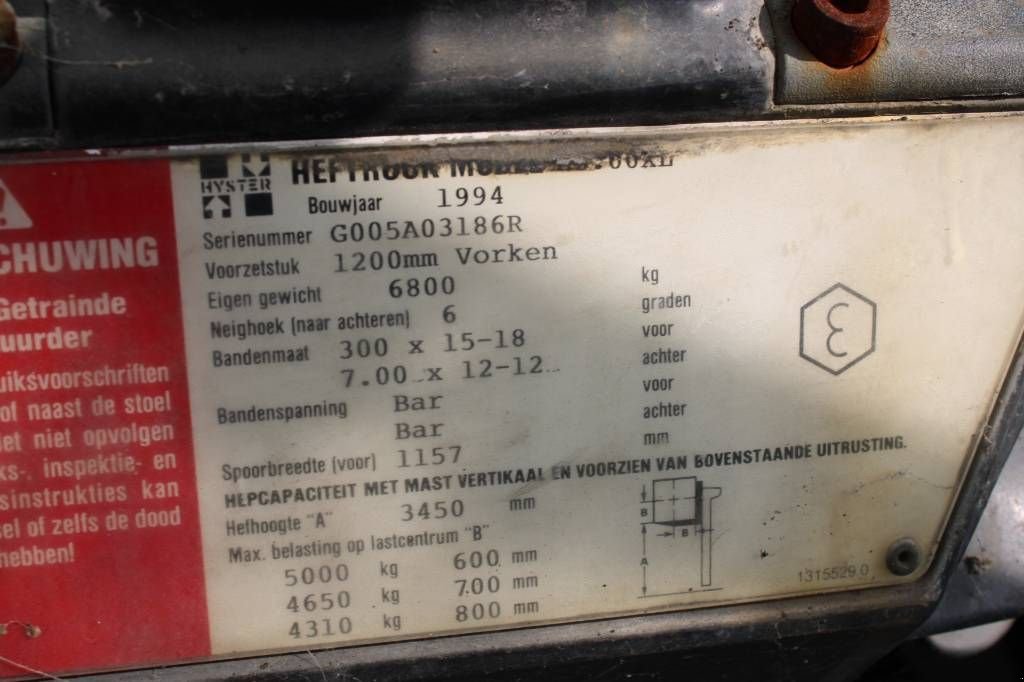 HYSTER
HEFTRUCK MODEL
Bouwjaar 1994
Serienummer G005A03186R
Voorzetstuk 1200mm Vorken
Eigen gewicht 6800 kg
Neighoek (naar achteren) 6 graden
Bandenmaat 300 x 15-18 voor
7.00 x 12-12 achter
Bandenspanning Bar voor
Bar achter
Spoorbreedte (voor) 1157 mm
HEFCAPACITEIT MET MAST VERTIKAAL EN VOORZIEN VAN BOVENSTAANDE UITRUSTING.
Hefhoogte "A" 3450 mm
Max. belasting op lastcentrum "B"
5000 kg 600 mm
4650 kg 700 mm
4310 kg 800 mm
B
B
A
1315529.0
CHUWING
Getrainde
uurder
uiksvoorschriften
of naast de stoel
iet niet opvolgen
ks-, inspektie- en
sinstrukties kan
sel of zelfs de dood
hebben!